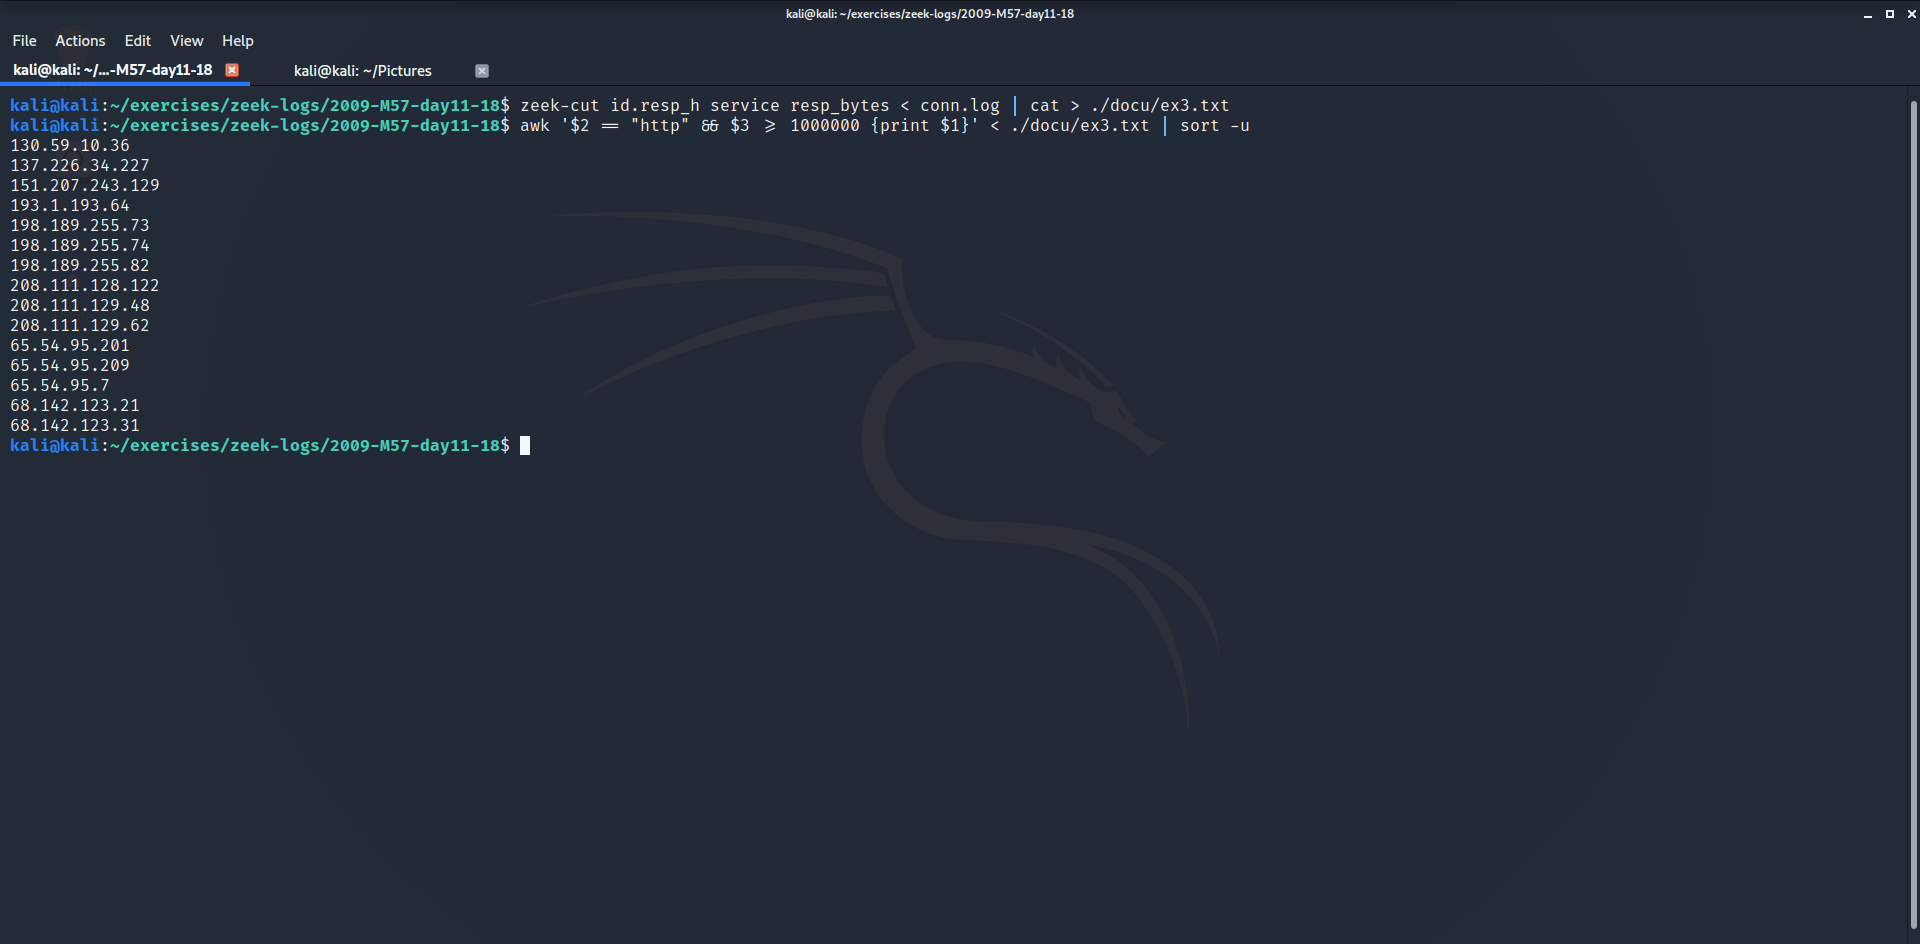 kali@kali: ~/exercises/zeek-logs/2009-M57-day11-18
File Actions Edit View Help
kali@kali: ~/...-M57-day11-18 kali@kali: ~/Pictures
kali@kali:~/exercises/zeek-logs/2009-M57-day11-18$ zeek-cut id.resp_h service resp_bytes < conn.log | cat > ./docu/ex3.txt
kali@kali:~/exercises/zeek-logs/2009-M57-day11-18$ awk '$2 == "http" && $3 >= 1000000 {print $1}' < ./docu/ex3.txt | sort -u
130.59.10.36
137.226.34.227
151.207.243.129
193.1.193.64
198.189.255.73
198.189.255.74
198.189.255.82
208.111.128.122
208.111.129.48
208.111.129.62
65.54.95.201
65.54.95.209
65.54.95.7
68.142.123.21
68.142.123.31
kali@kali:~/exercises/zeek-logs/2009-M57-day11-18$